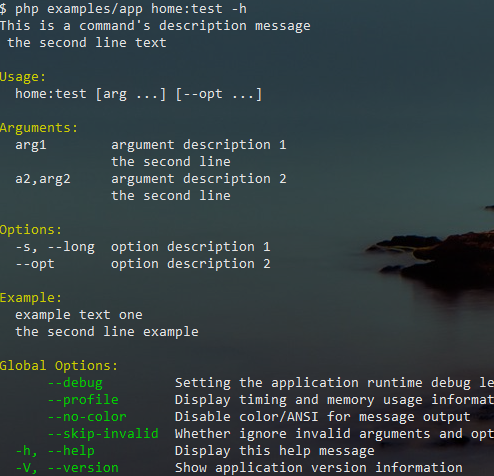 $ php examples/app home:test -h
This is a command's description message
 the second line text

Usage:
  home:test [arg ...] [--opt ...]

Arguments:
  arg1        argument description 1
              the second line
  a2,arg2     argument description 2
              the second line

Options:
  -s, --long  option description 1
  --opt       option description 2

Example:
  example text one
  the second line example

Global Options:
      --debug         Setting the application runtime debug le
      --profile       Display timing and memory usage informat
      --no-color      Disable color/ANSI for message output
      --skip-invalid  Whether ignore invalid arguments and opt
  -h, --help          Display this help message
  -V, --version       Show application version information